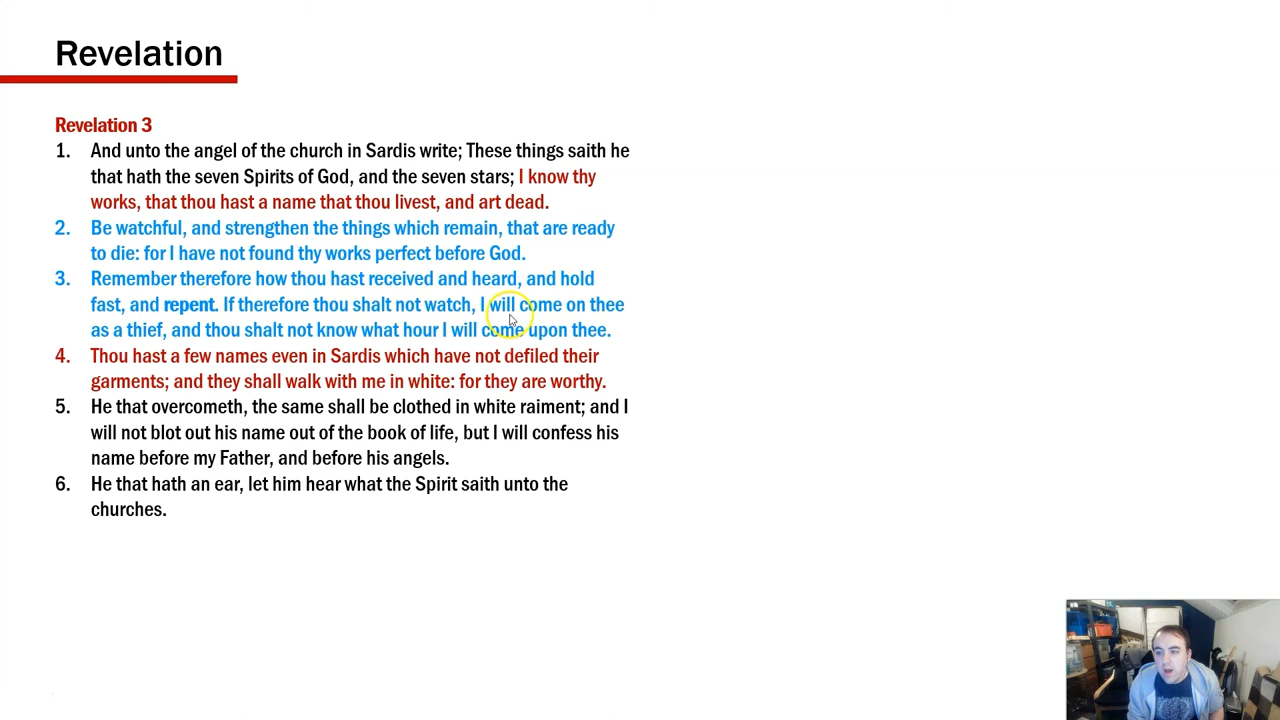 Revelation
Revelation 3
1. And unto the angel of the church in Sardis write; These things saith he
that hath the seven Spirits of God, and the seven stars; I know thy
works, that thou hast a name that thou livest, and art dead.
2. Be watchful, and strengthen the things which remain, that are ready
to die: for I have not found thy works perfect before God.
3. Remember therefore how thou hast received and heard, and hold
fast, and repent. If therefore thou shalt not watch, I will come on thee
as a thief, and thou shalt not know what hour I will come upon thee.
4. Thou hast a few names even in Sardis which have not defiled their
garments; and they shall walk with me in white: for they are worthy.
5. He that overcometh, the same shall be clothed in white raiment; and I
will not blot out his name out of the book of life, but I will confess his
name before my Father, and before his angels.
6. He that hath an ear, let him hear what the Spirit saith unto the
churches.